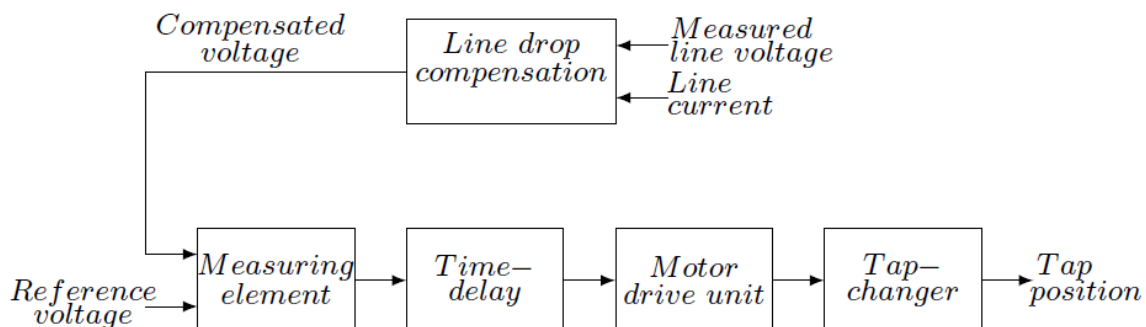 Compensated
voltage
Line drop
compensation
Measured
line voltage
Line
current
Reference
voltage
Measuring
element
Time−
delay
Motor
drive unit
Tap−
changer
Tap
position